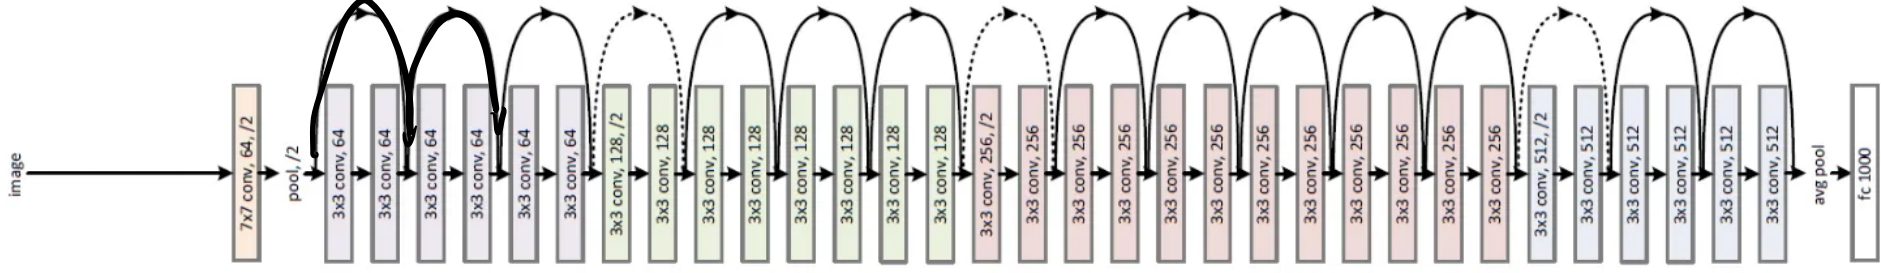 image
7x7 conv, 64, /2
pool, /2
3x3 conv, 64
3x3 conv, 64
3x3 conv, 64
3x3 conv, 64
3x3 conv, 64
3x3 conv, 64
3x3 conv, 128, /2
3x3 conv, 128
3x3 conv, 128
3x3 conv, 128
3x3 conv, 128
3x3 conv, 128
3x3 conv, 128
3x3 conv, 128
3x3 conv, 256, /2
3x3 conv, 256
3x3 conv, 256
3x3 conv, 256
3x3 conv, 256
3x3 conv, 256
3x3 conv, 256
3x3 conv, 256
3x3 conv, 256
3x3 conv, 256
3x3 conv, 256
3x3 conv, 256
3x3 conv, 512, /2
3x3 conv, 512
3x3 conv, 512
3x3 conv, 512
3x3 conv, 512
3x3 conv, 512
avg pool
fc 1000